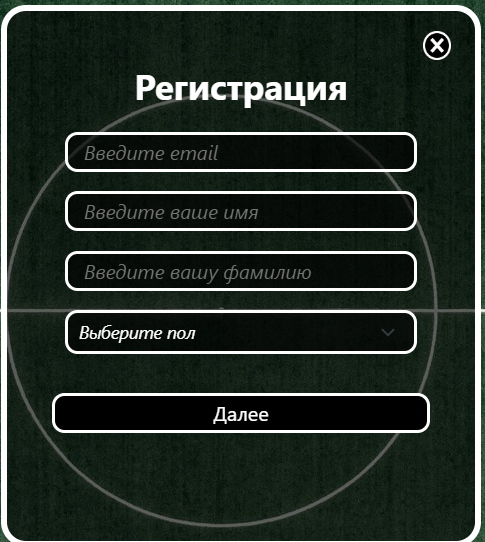 Регистрация
Введите email
Введите ваше имя
Введите вашу фамилию
Выберите пол
Далее